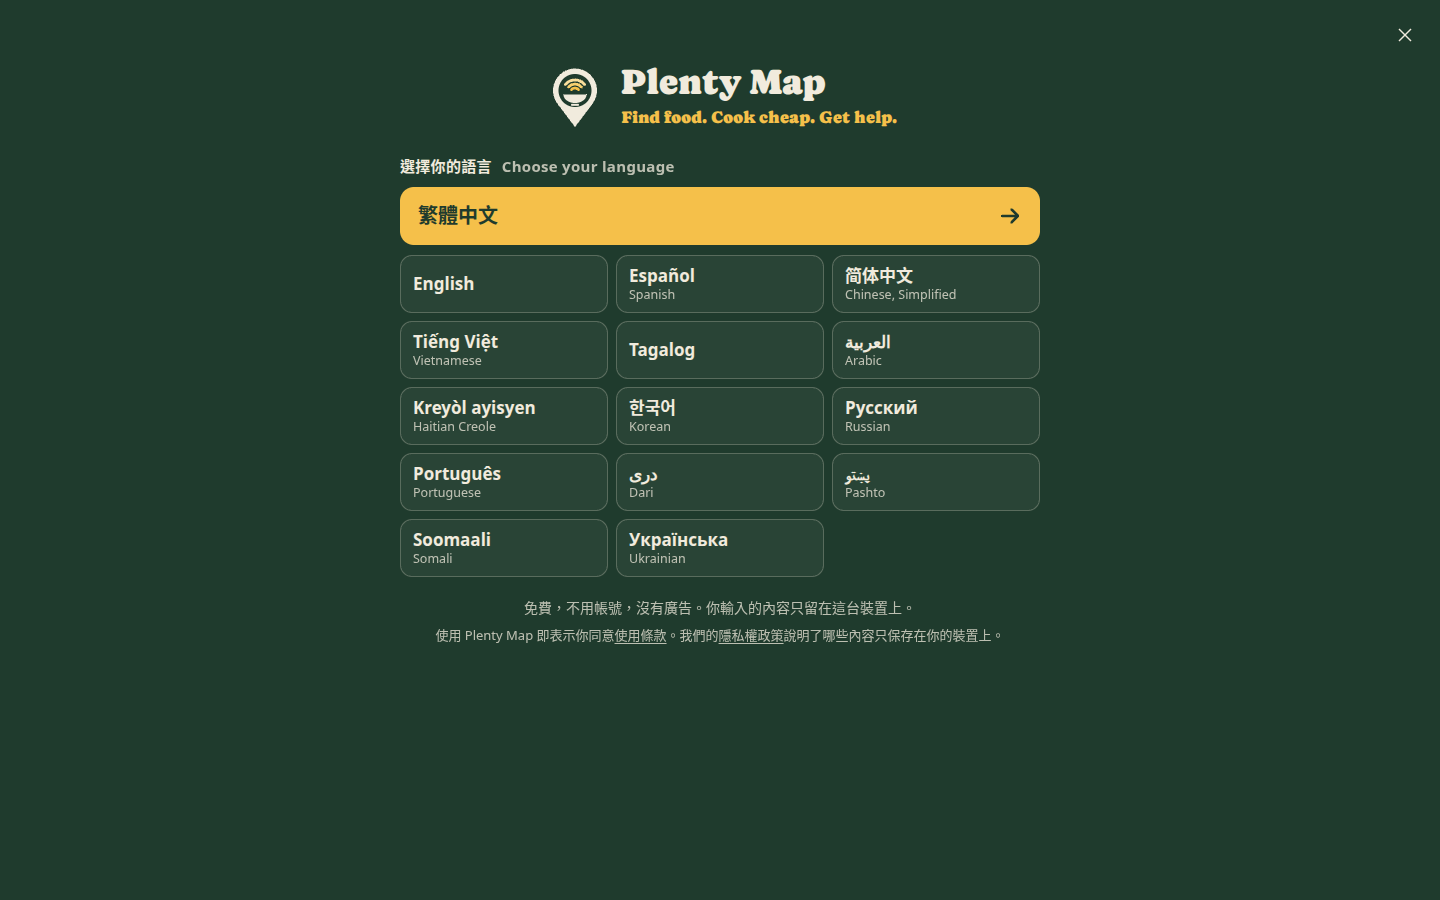 Plenty Map
Find food. Cook cheap. Get help.
選擇你的語言 Choose your language
繁體中文
English
Español
Spanish
简体中文
Chinese, Simplified
Tiếng Việt
Vietnamese
Tagalog
العربية
Arabic
Kreyòl ayisyen
Haitian Creole
한국어
Korean
Русский
Russian
Português
Portuguese
دری
Dari
پښتو
Pashto
Soomaali
Somali
Українська
Ukrainian
免費，不用帳號，沒有廣告。你輸入的內容只留在這台裝置上。
使用 Plenty Map 即表示你同意使用條款。我們的隱私權政策說明了哪些內容只保存在你的裝置上。